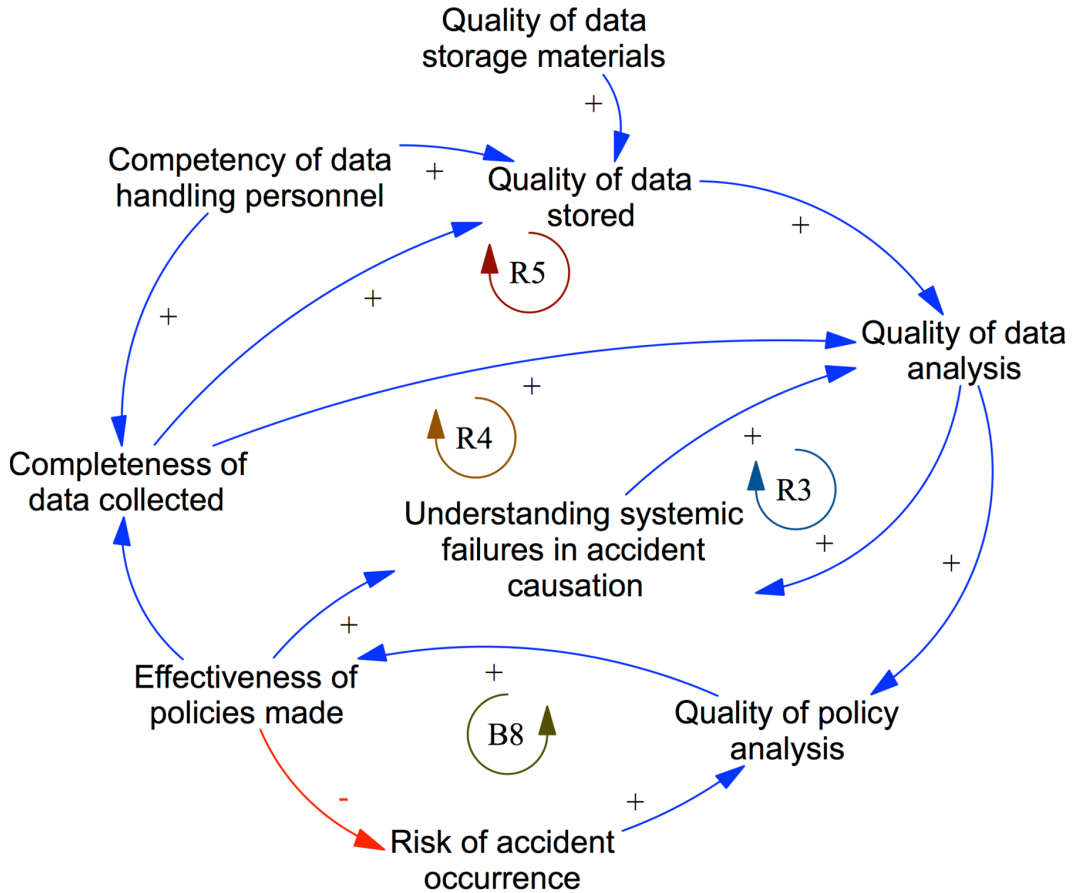 Quality of data
storage materials
+
Competency of data
handling personnel
+
Quality of data
stored
+
+
R5
+
Quality of data
analysis
+
R4
+
R3
Completeness of
data collected
Understanding systemic
failures in accident
causation
+
+
+
Effectiveness of
policies made
+
B8
Quality of policy
analysis
-
+
Risk of accident
occurrence